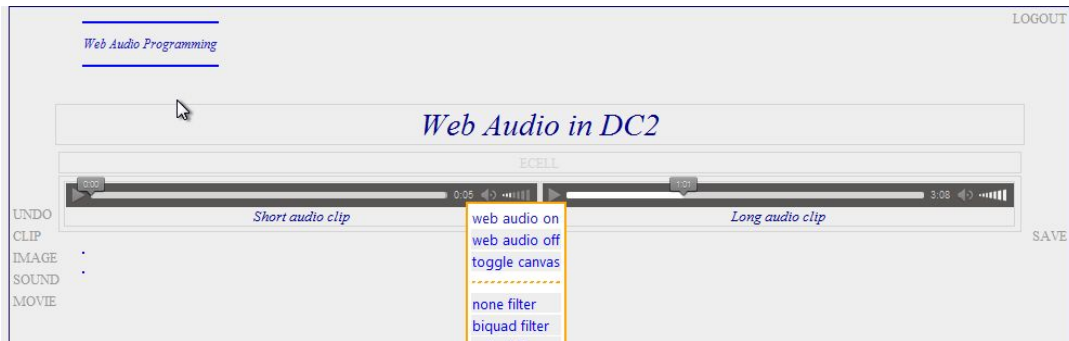 LOGOUT
Web Audio Programming
Web Audio in DC2
ECELL
0:00
0:05
1:01
3:08
Short audio clip
Long audio clip
UNDO
CLIP
IMAGE
SOUND
MOVIE
SAVE
web audio on
web audio off
toggle canvas
none filter
biquad filter